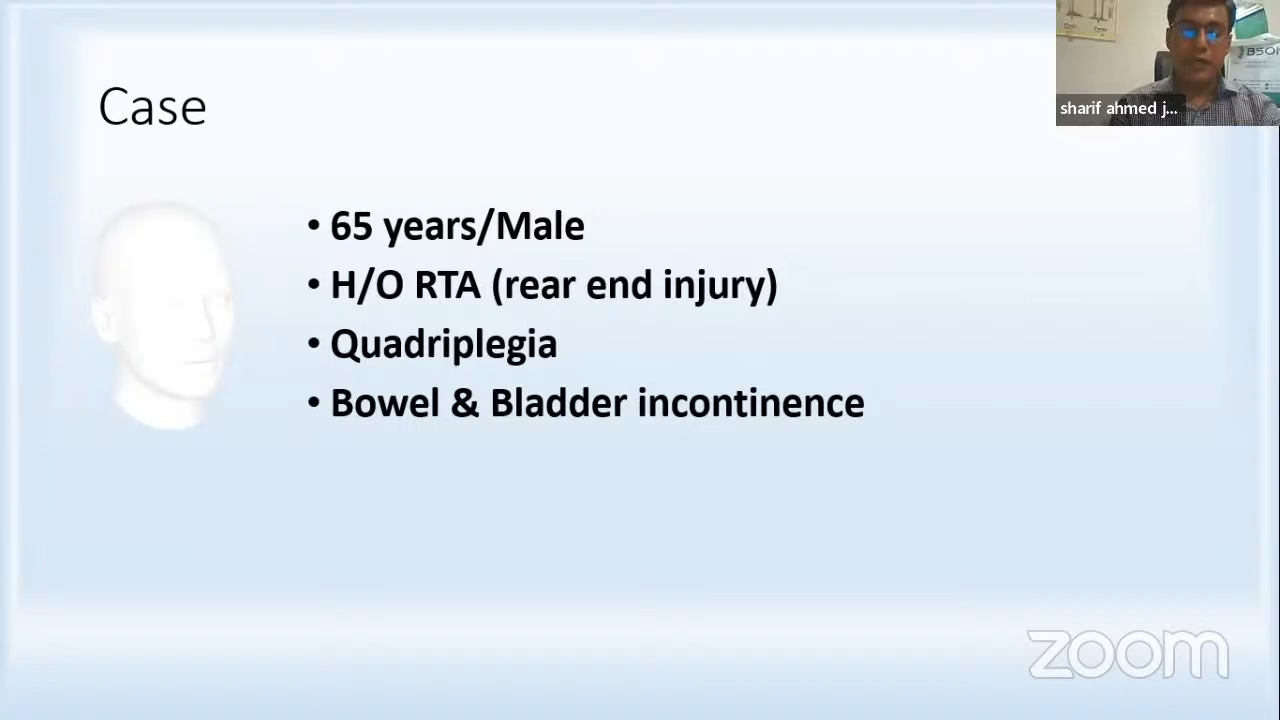 Case
• 65 years/Male
• H/O RTA (rear end injury)
• Quadriplegia
• Bowel & Bladder incontinence
sharif ahmed j...
zoom